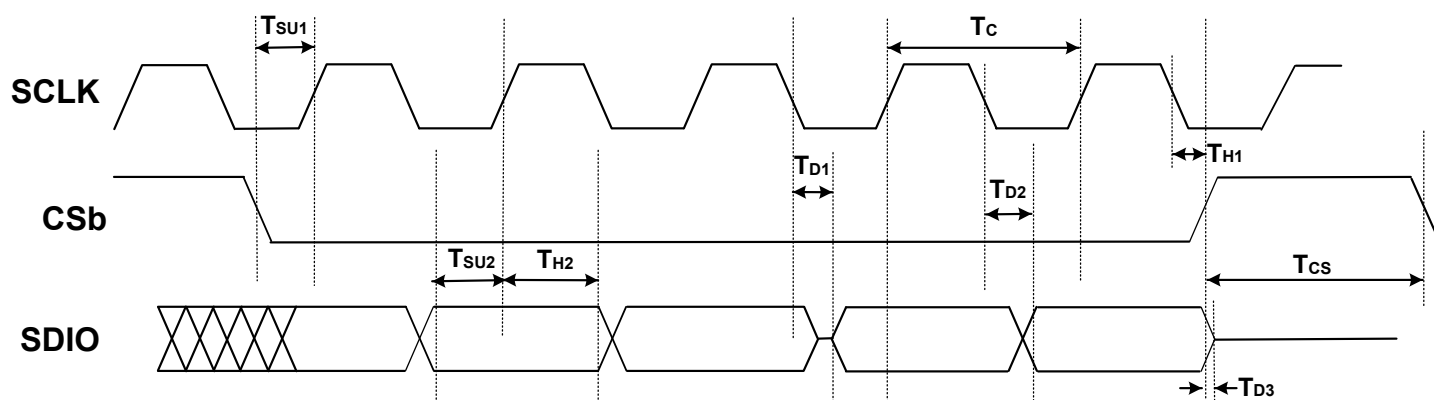 TSU1
TC
SCLK
TD1
TH1
TD2
CSb
TSU2
TH2
TCS
SDIO
TD3